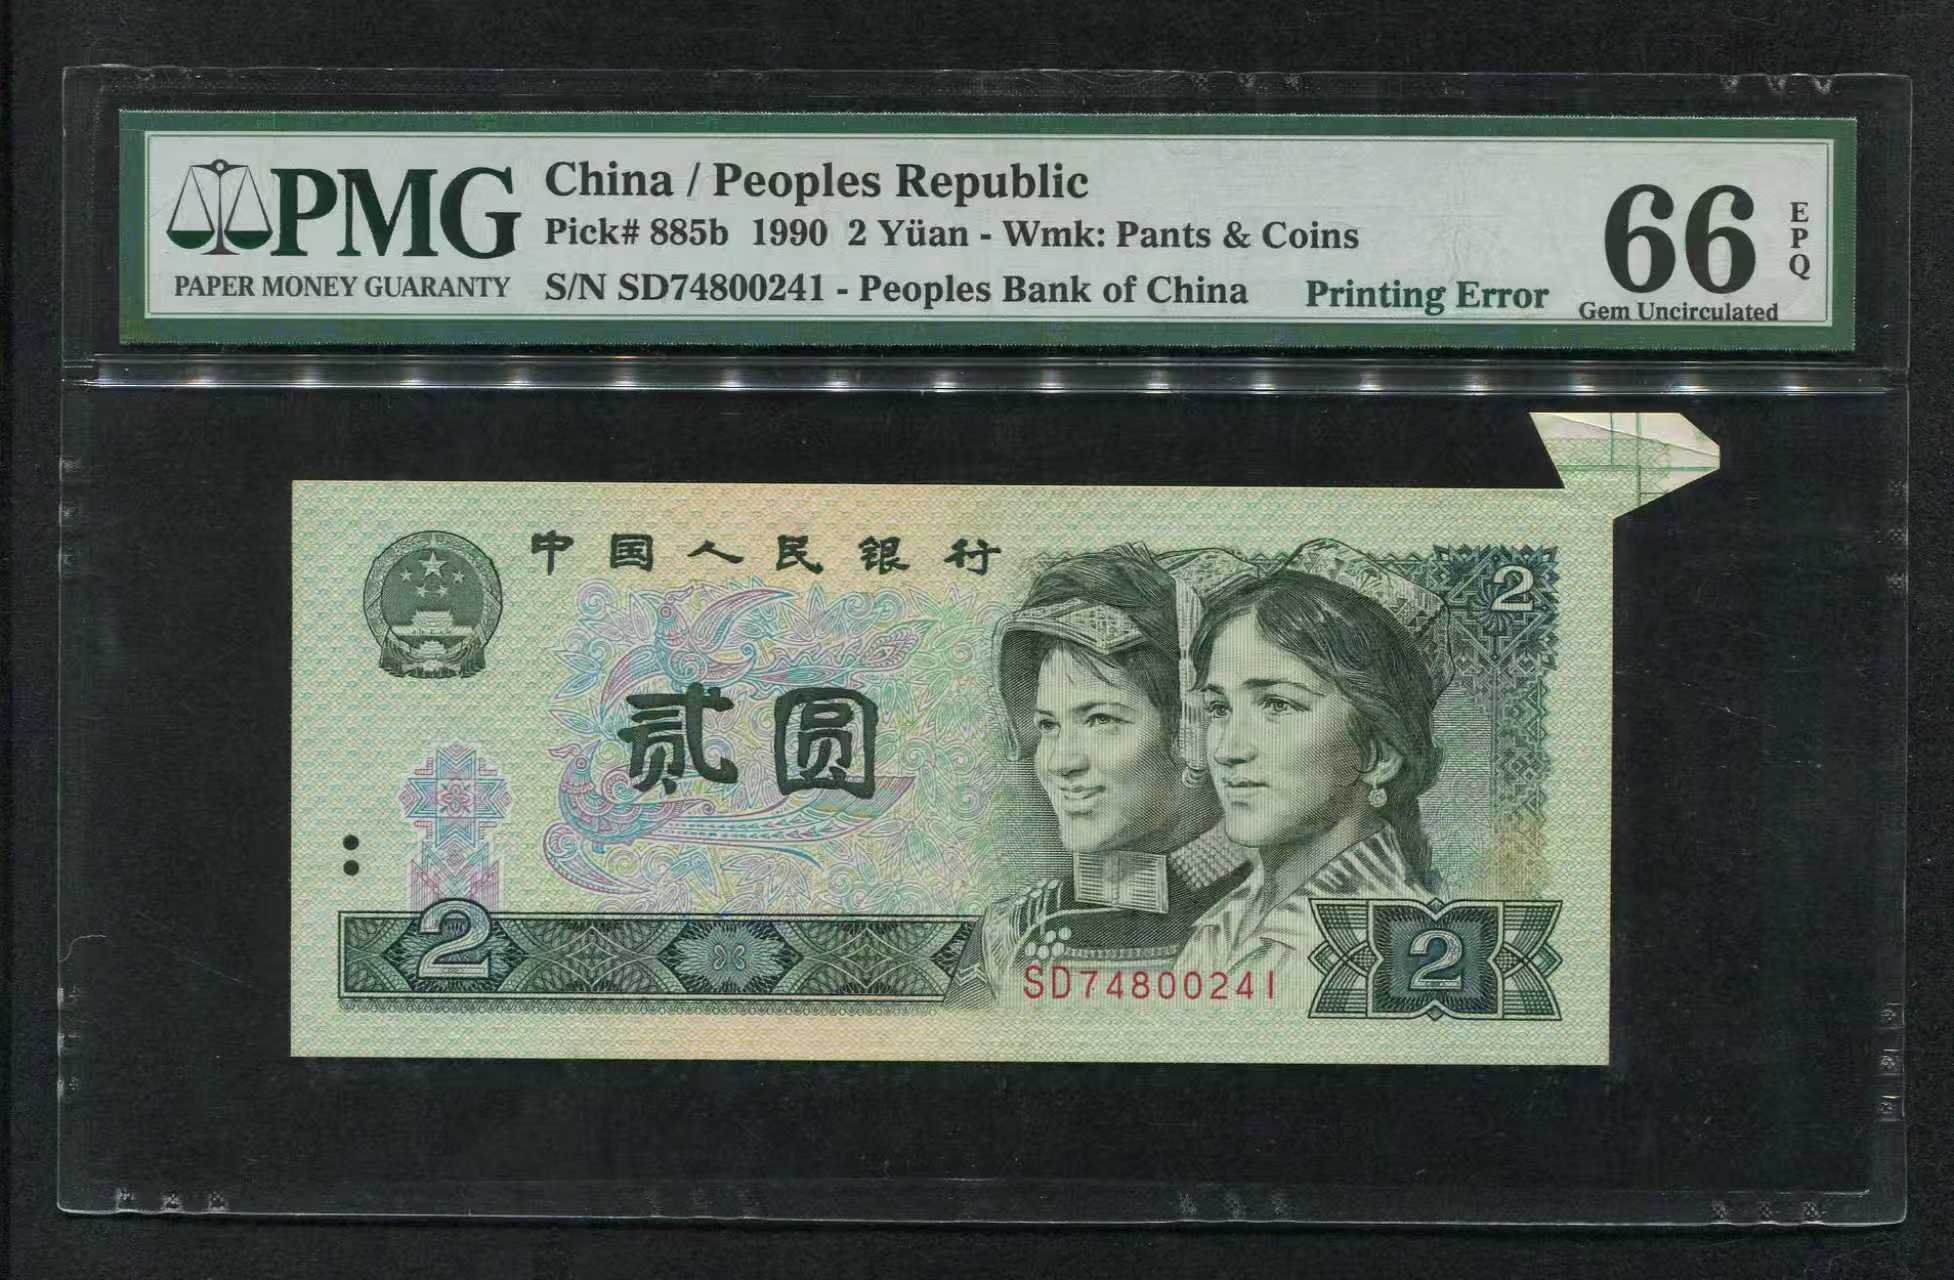 PMG
PAPER MONEY GUARANTY
China / Peoples Republic
Pick# 885b 1990 2 Yüan - Wmk: Pants & Coins
S/N SD74800241 - Peoples Bank of China
Printing Error
66
EPQ
Gem Uncirculated
中国人民银行
2
贰圆
2
SD74800241
2